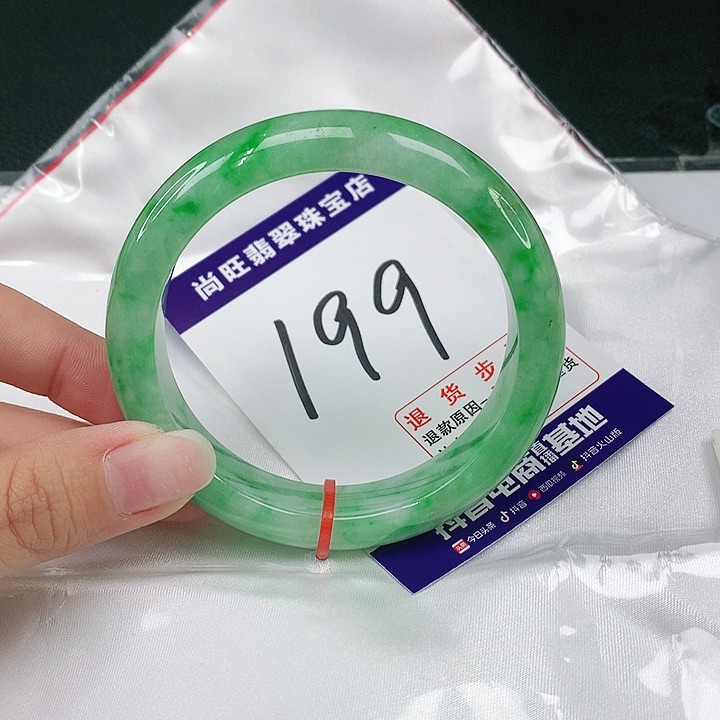 尚旺翡翠珠宝店
199
退货步
退款原因一
货
抖音电商直播基地
今日头条 抖音 西瓜视频 抖音火山版